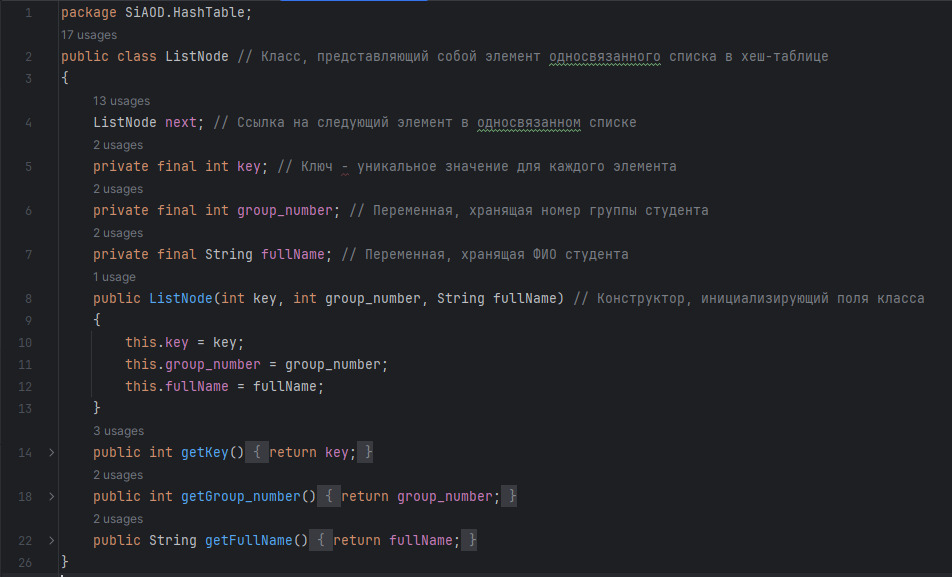 1 package SiAOD.HashTable;
17 usages
2 public class ListNode // Класс, представляющий собой элемент односвязанного списка в хеш-таблице
3 {
13 usages
4 ListNode next; // Ссылка на следующий элемент в односвязанном списке
2 usages
5 private final int key; // Ключ - уникальное значение для каждого элемента
2 usages
6 private final int group_number; // Переменная, хранящая номер группы студента
2 usages
7 private final String fullName; // Переменная, хранящая ФИО студента
1 usage
8 public ListNode(int key, int group_number, String fullName) // Конструктор, инициализирующий поля класса
9 {
10 this.key = key;
11 this.group_number = group_number;
12 this.fullName = fullName;
13 }
3 usages
14 public int getKey() { return key; }
2 usages
18 public int getGroup_number() { return group_number; }
2 usages
22 public String getFullName() { return fullName; }
26 }